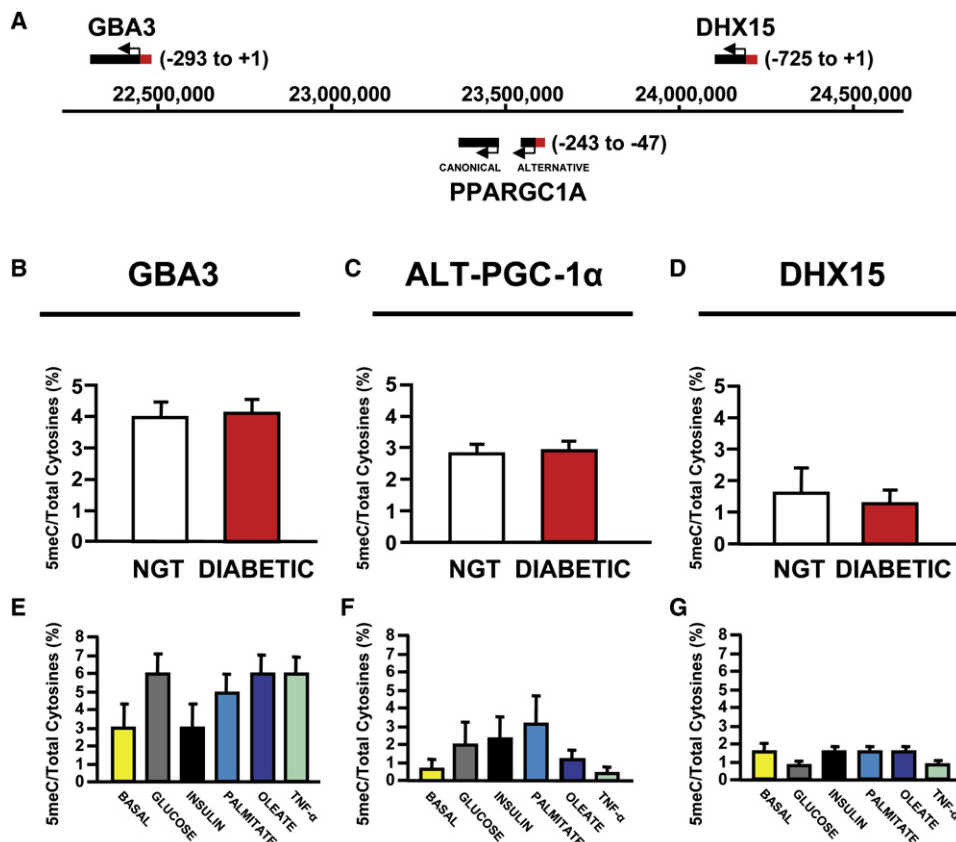 A
GBA3
(-293 to +1)
DHX15
(-725 to +1)
22,500,000 23,000,000 23,500,000 24,000,000 24,500,000
(-243 to -47)
CANONICAL ALTERNATIVE
PPARGC1A
B GBA3
5meC/Total Cytosines (%)
5
4
3
2
1
0
NGT DIABETIC
C ALT-PGC-1α
5meC/Total Cytosines (%)
5
4
3
2
1
0
NGT DIABETIC
D DHX15
5meC/Total Cytosines (%)
5
4
3
2
1
0
NGT DIABETIC
E
5meC/Total Cytosines (%)
8
7
6
5
4
3
2
1
0
BASAL
GLUCOSE
INSULIN
PALMITATE
OLEATE
TNF-α
F
5meC/Total Cytosines (%)
8
7
6
5
4
3
2
1
0
BASAL
GLUCOSE
INSULIN
PALMITATE
OLEATE
TNF-α
G
5meC/Total Cytosines (%)
8
7
6
5
4
3
2
1
0
BASAL
GLUCOSE
INSULIN
PALMITATE
OLEATE
TNF-α